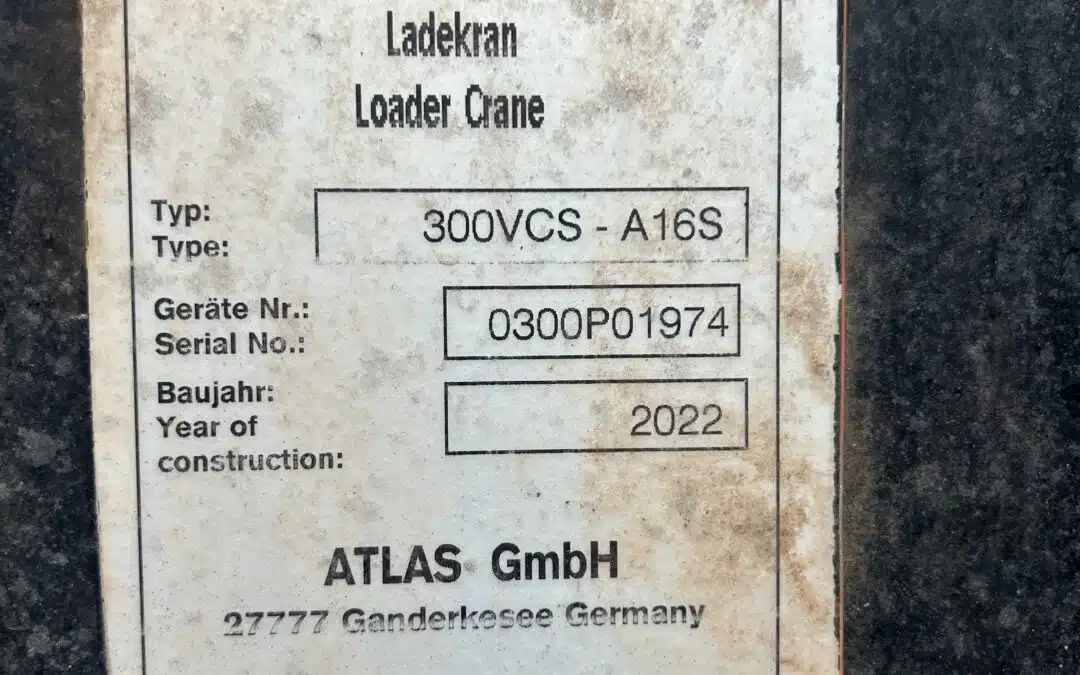 Ladekran
Loader Crane
Typ:
Type:
300VCS - A16S
Geräte Nr.:
Serial No.:
0300P01974
Baujahr:
Year of
construction:
2022
ATLAS GmbH
27777 Ganderkesee Germany